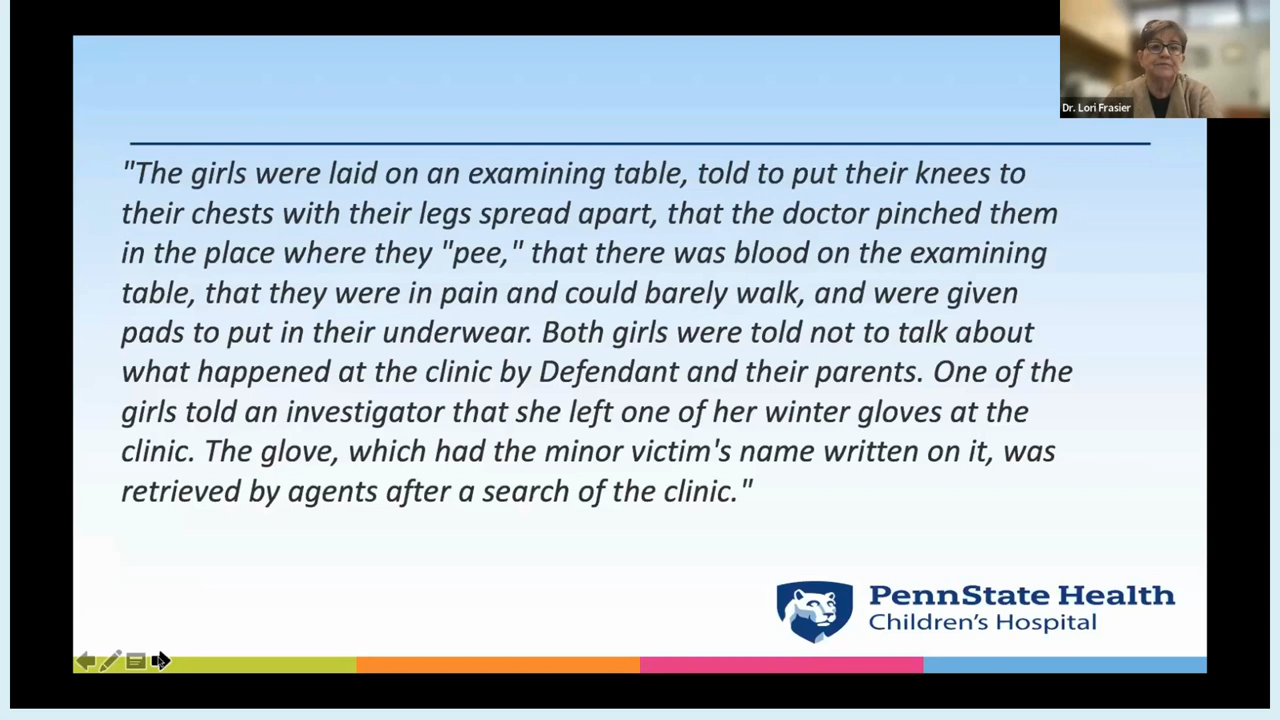 Dr. Lori Frasier
"The girls were laid on an examining table, told to put their knees to
their chests with their legs spread apart, that the doctor pinched them
in the place where they "pee," that there was blood on the examining
table, that they were in pain and could barely walk, and were given
pads to put in their underwear. Both girls were told not to talk about
what happened at the clinic by Defendant and their parents. One of the
girls told an investigator that she left one of her winter gloves at the
clinic. The glove, which had the minor victim's name written on it, was
retrieved by agents after a search of the clinic."
PennState Health
Children's Hospital